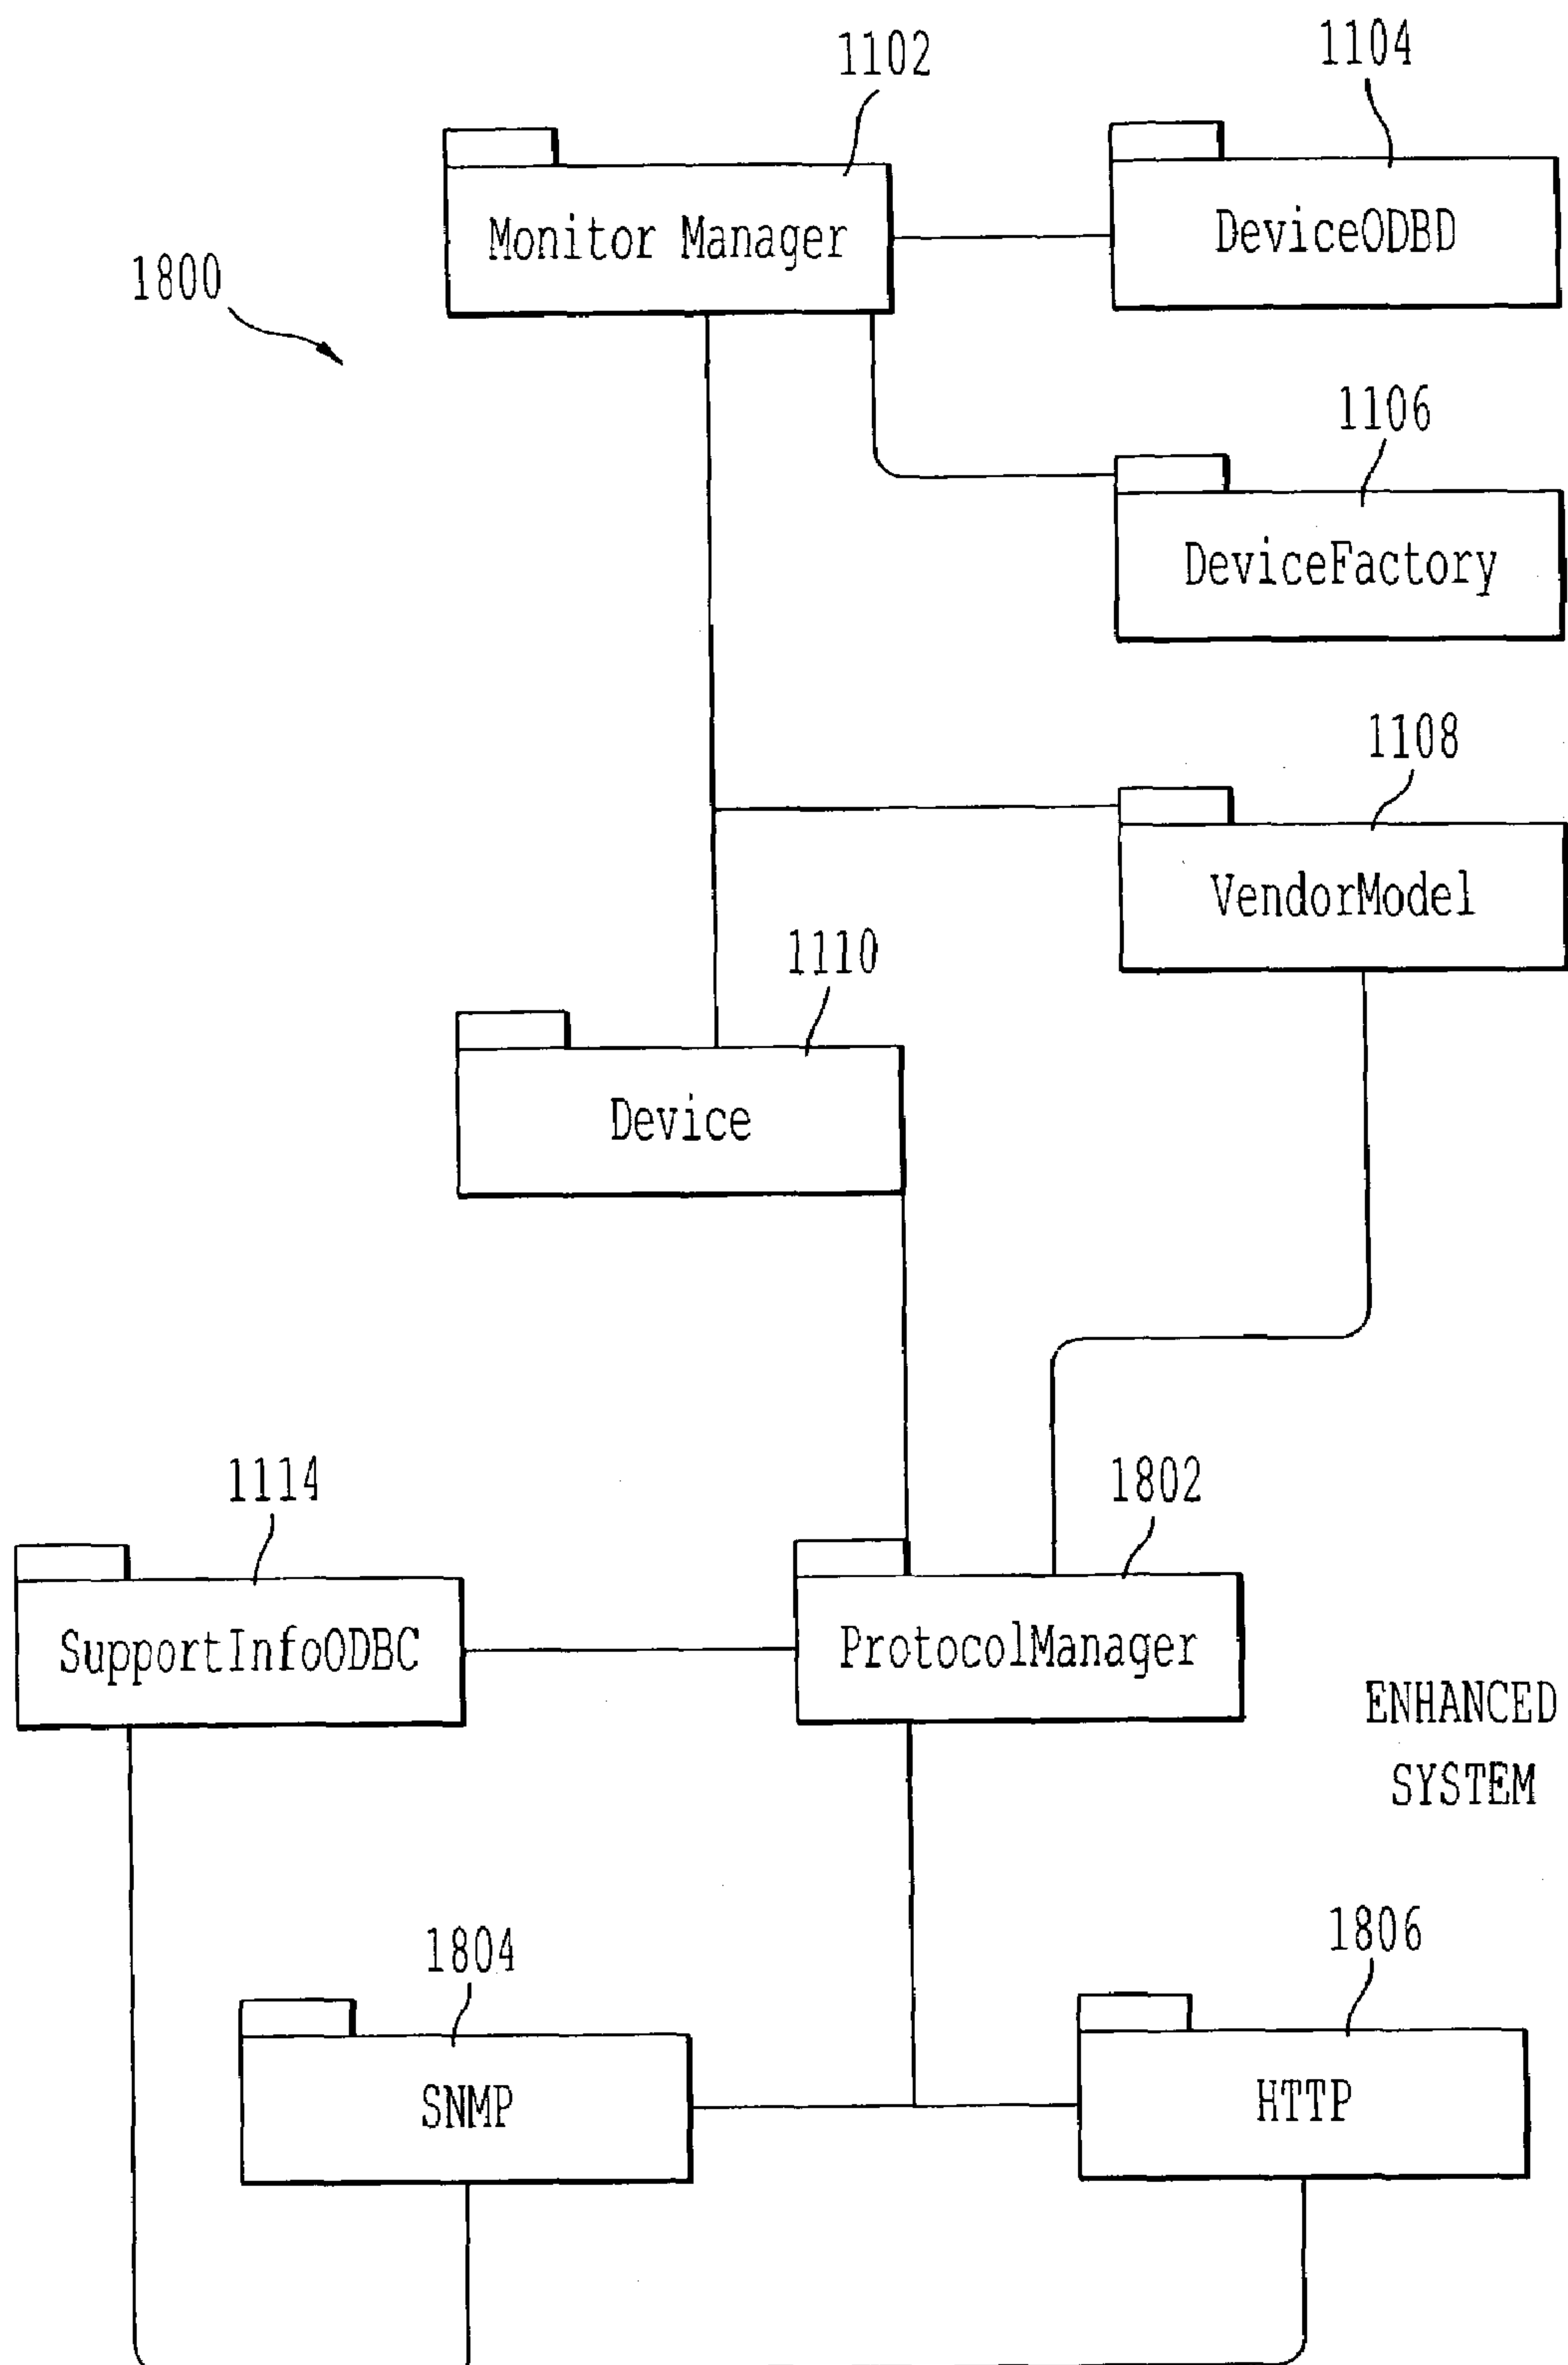 1102
1104
Monitor Manager
DeviceODBD
1800
1106
DeviceFactory
1108
VendorModel
1110
Device
1114
1802
SupportInfoODBC
ProtocolManager
ENHANCED
SYSTEM
1804
1806
SNMP
HTTP